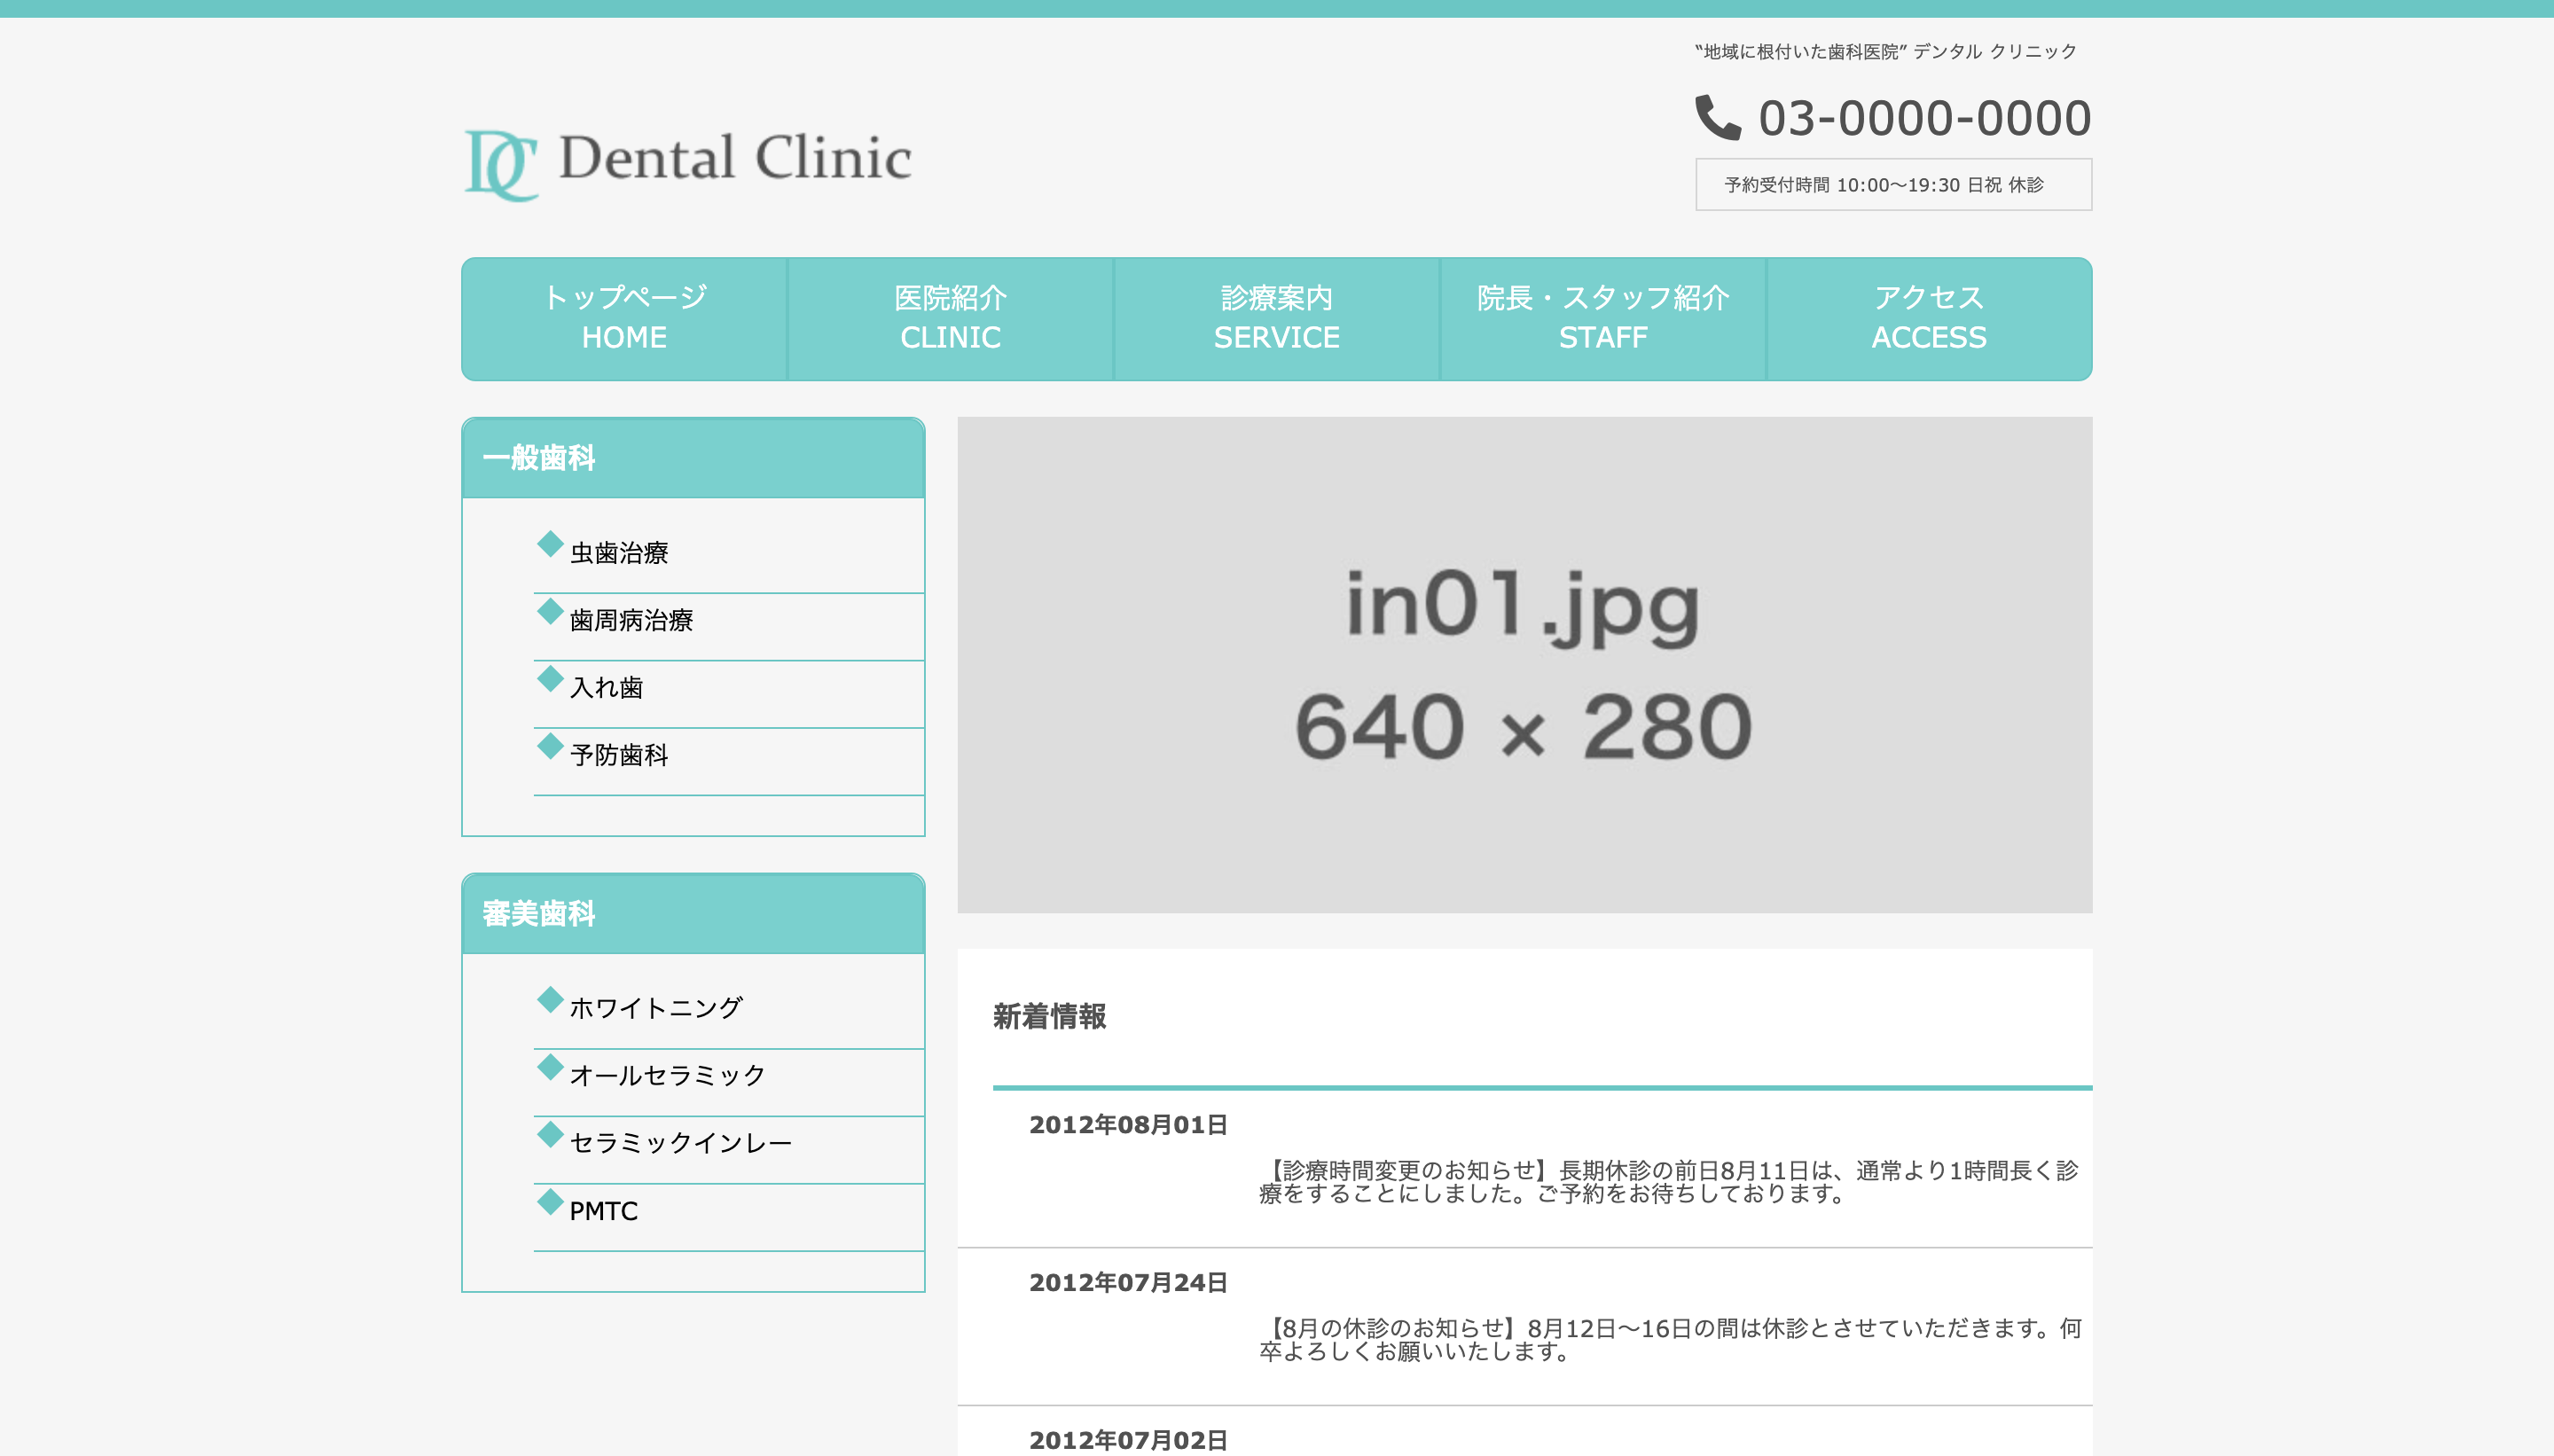 “地域に根付いた歯科医院” デンタル クリニック
03-0000-0000
DC Dental Clinic
予約受付時間 10:00〜19:30 日祝 休診
トップページ
HOME
医院紹介
CLINIC
診療案内
SERVICE
院長・スタッフ紹介
STAFF
アクセス
ACCESS
一般歯科
虫歯治療
歯周病治療
入れ歯
予防歯科
審美歯科
ホワイトニング
オールセラミック
セラミックインレー
PMTC
in01.jpg
640 × 280
新着情報
2012年08月01日
【診療時間変更のお知らせ】長期休診の前日8月11日は、通常より1時間長く診
療をすることにしました。ご予約をお待ちしております。
2012年07月24日
【8月の休診のお知らせ】8月12日〜16日の間は休診とさせていただきます。何
卒よろしくお願いいたします。
2012年07月02日